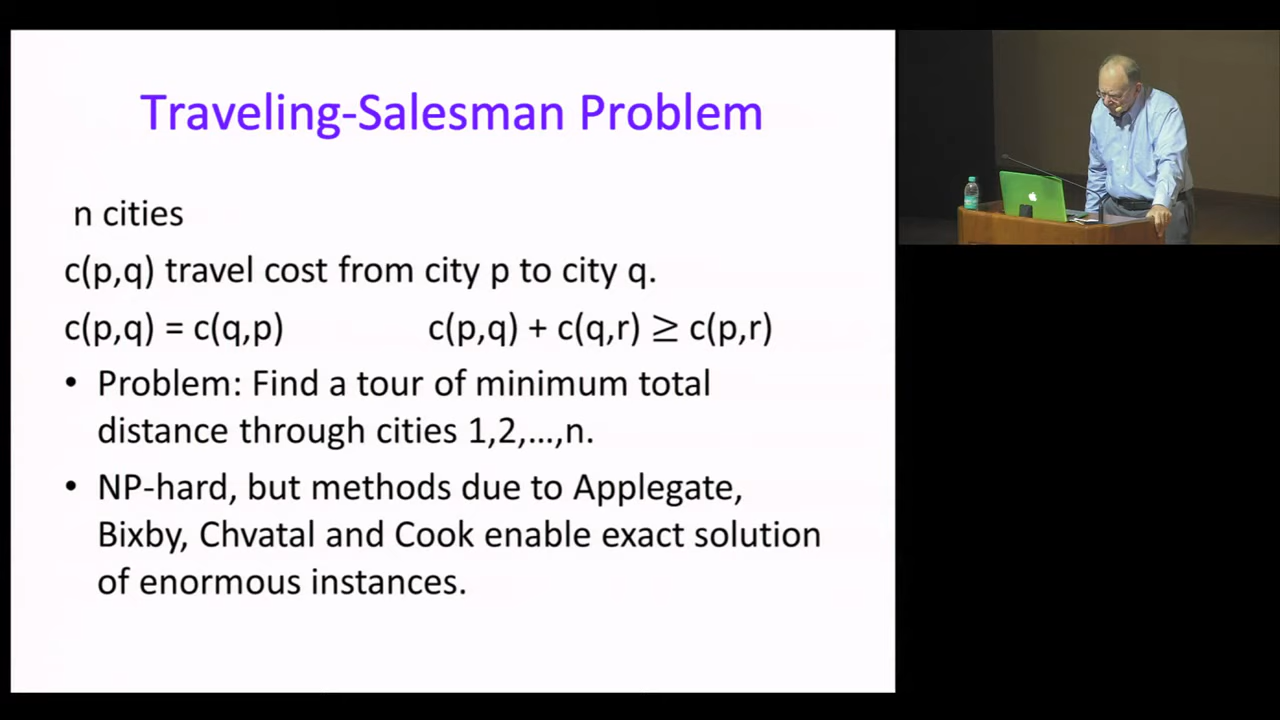 Traveling-Salesman Problem
n cities
c(p,q) travel cost from city p to city q.
c(p,q) = c(q,p) c(p,q) + c(q,r) ≥ c(p,r)
• Problem: Find a tour of minimum total
distance through cities 1,2,...,n.
• NP-hard, but methods due to Applegate,
Bixby, Chvatal and Cook enable exact solution
of enormous instances.